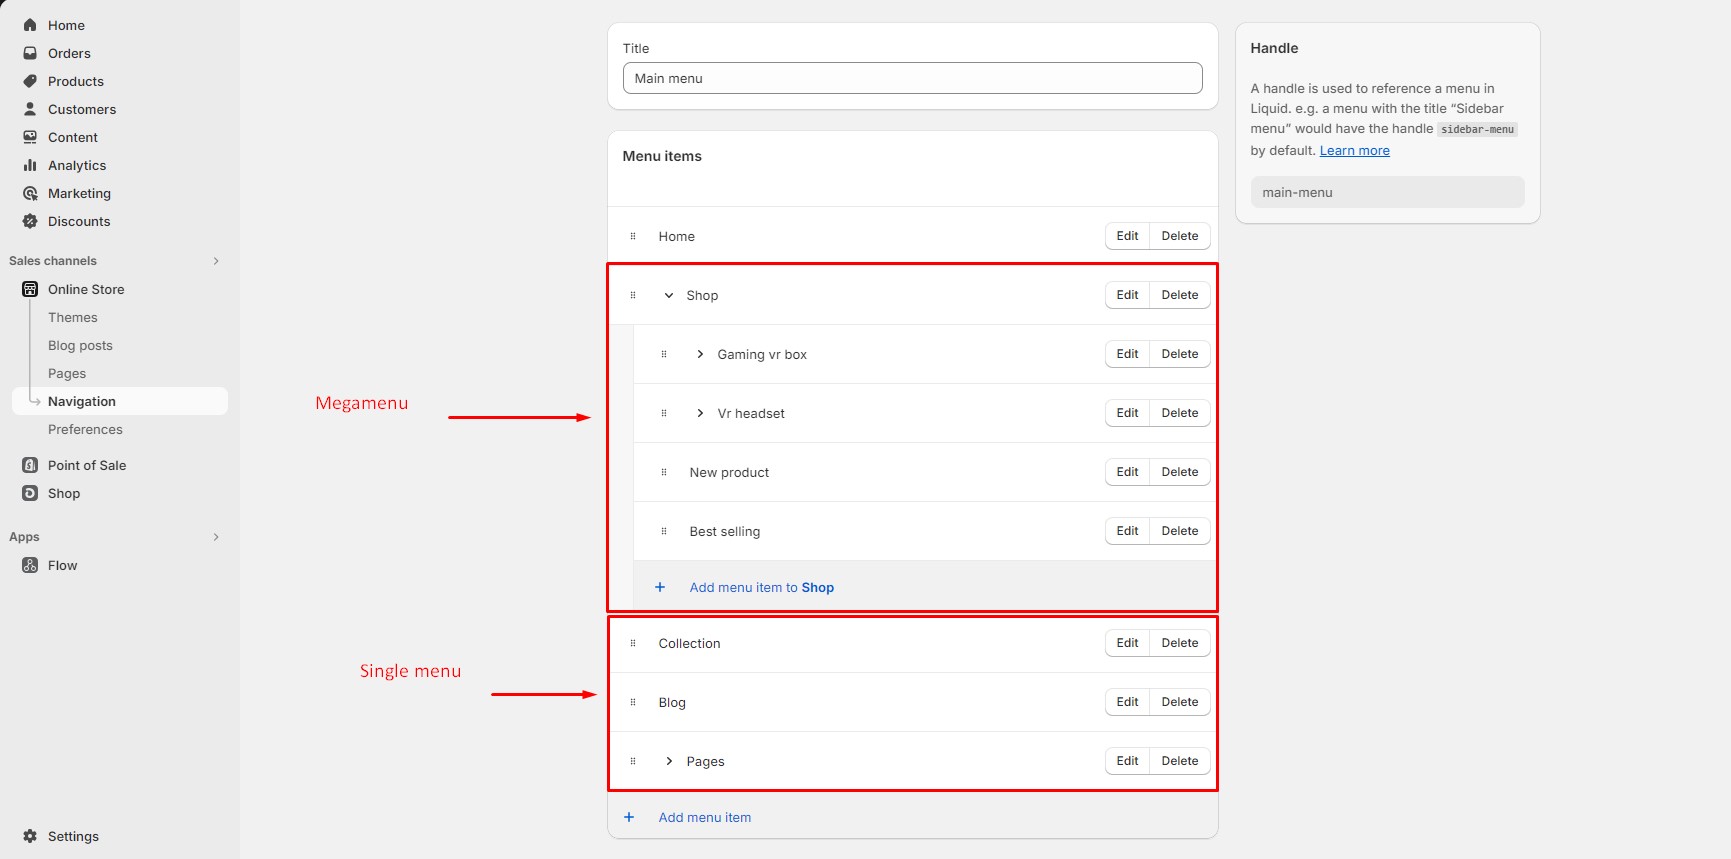 Home
Orders
Products
Customers
Content
Analytics
Marketing
Discounts
Sales channels
Online Store
Themes
Blog posts
Pages
Navigation
Preferences
Point of Sale
Shop
Apps
Flow
Settings
Megamenu
Single menu
Title
Main menu
Menu items
Home Edit Delete
Shop Edit Delete
Gaming vr box Edit Delete
Vr headset Edit Delete
New product Edit Delete
Best selling Edit Delete
Add menu item to Shop
Collection Edit Delete
Blog Edit Delete
Pages Edit Delete
Add menu item
Handle
A handle is used to reference a menu in
Liquid. e.g. a menu with the title “Sidebar
menu” would have the handle sidebar-menu
by default. Learn more
main-menu